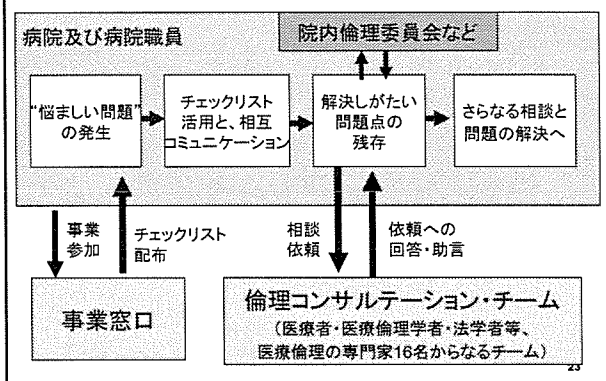 病院及び病院職員
院内倫理委員会など
“悩ましい問題”
の発生
チェックリスト
活用と、相互
コミュニケーション
解決しがたい
問題点の
残存
さらなる相談と
問題の解決へ
事業
参加
チェックリスト
配布
相談
依頼
依頼への
回答・助言
事業窓口
倫理コンサルテーション・チーム
（医療者・医療倫理学者・法学者等、
医療倫理の専門家16名からなるチーム）
23